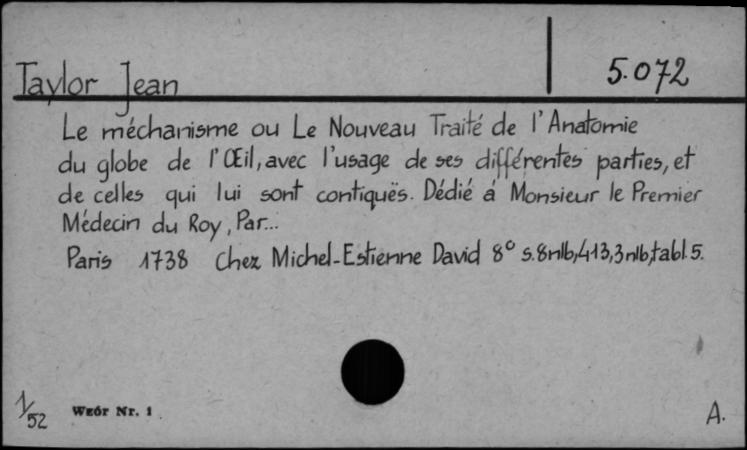 Taylor Jean 5.072
Le méchanisme ou Le Nouveau Traité de l'Anatomie
du globe de l'Œil, avec l'usage de ses différentes parties, et
de celles qui lui sont contiquës. Dédié á Monsieur le Premier
Médecin du Roy, Par...
Paris 1738 Chez Michel-Estienne David 8° s.8nlb,413,3nlb,tabl.5.
1/52 Wzór Nr. 1 A.